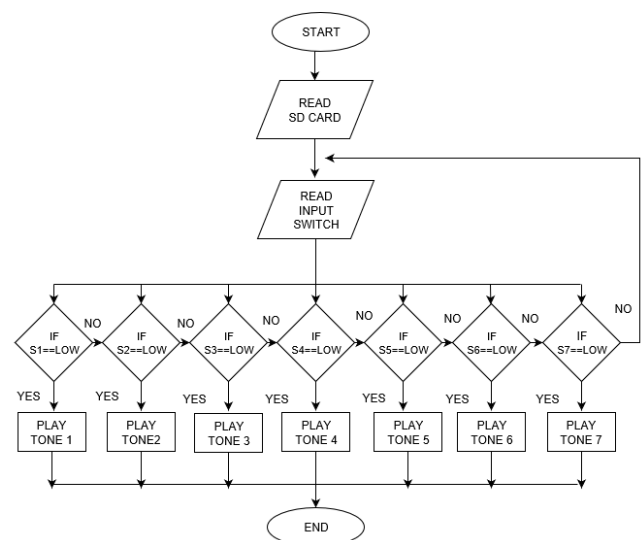 START
READ
SD CARD
READ
INPUT
SWITCH
IF
S1==LOW
NO
IF
S2==LOW
NO
IF
S3==LOW
NO
IF
S4==LOW
NO
IF
S5==LOW
NO
IF
S6==LOW
NO
IF
S7==LOW
NO
YES
YES
YES
YES
YES
YES
YES
PLAY
TONE 1
PLAY
TONE2
PLAY
TONE 3
PLAY
TONE 4
PLAY
TONE 5
PLAY
TONE 6
PLAY
TONE 7
END